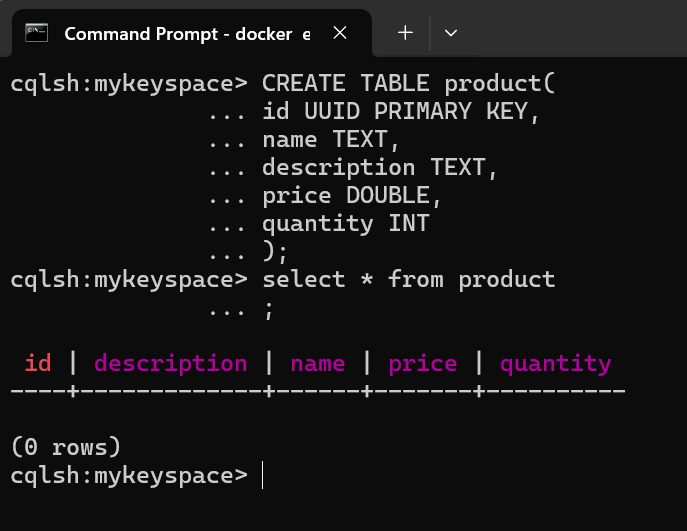 Command Prompt - docker e
cqlsh:mykeyspace> CREATE TABLE product(
... id UUID PRIMARY KEY,
... name TEXT,
... description TEXT,
... price DOUBLE,
... quantity INT
... );
cqlsh:mykeyspace> select * from product
... ;
id | description | name | price | quantity
----+-------------+------+-------+----------
(0 rows)
cqlsh:mykeyspace>